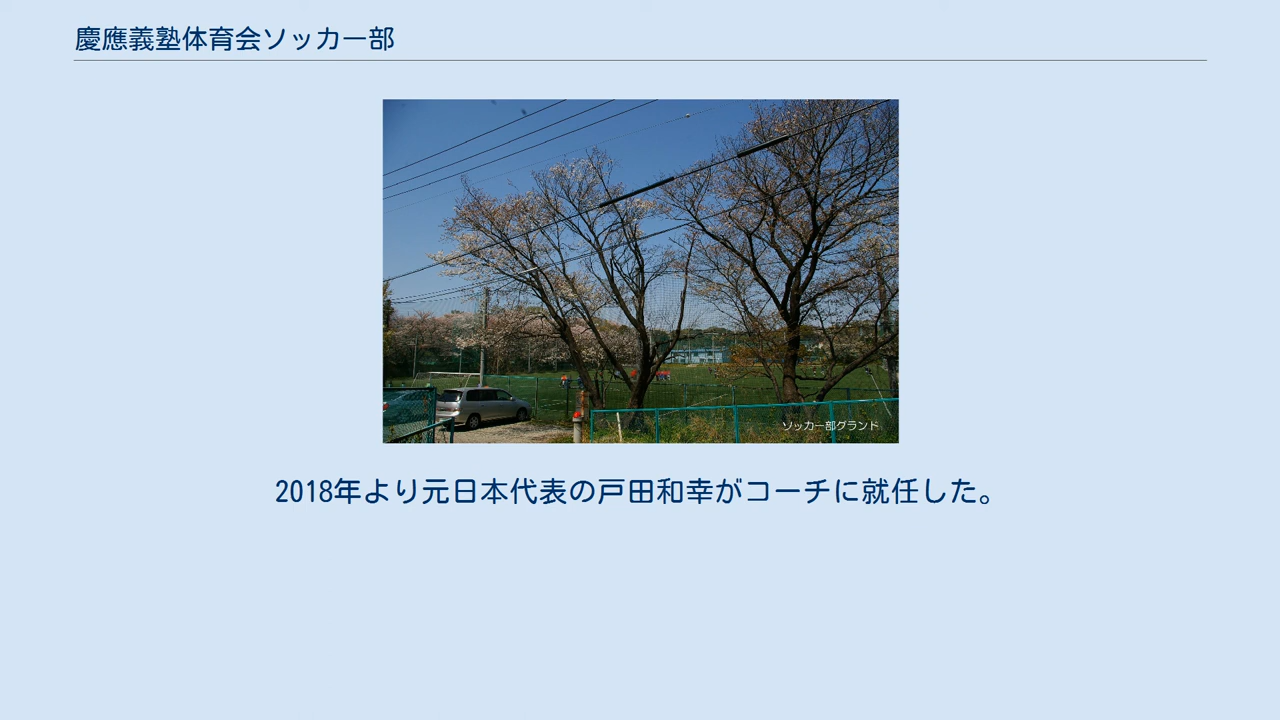 慶應義塾体育会ソッカー部
ソッカー部グランド
2018年より元日本代表の戸田和幸がコーチに就任した。